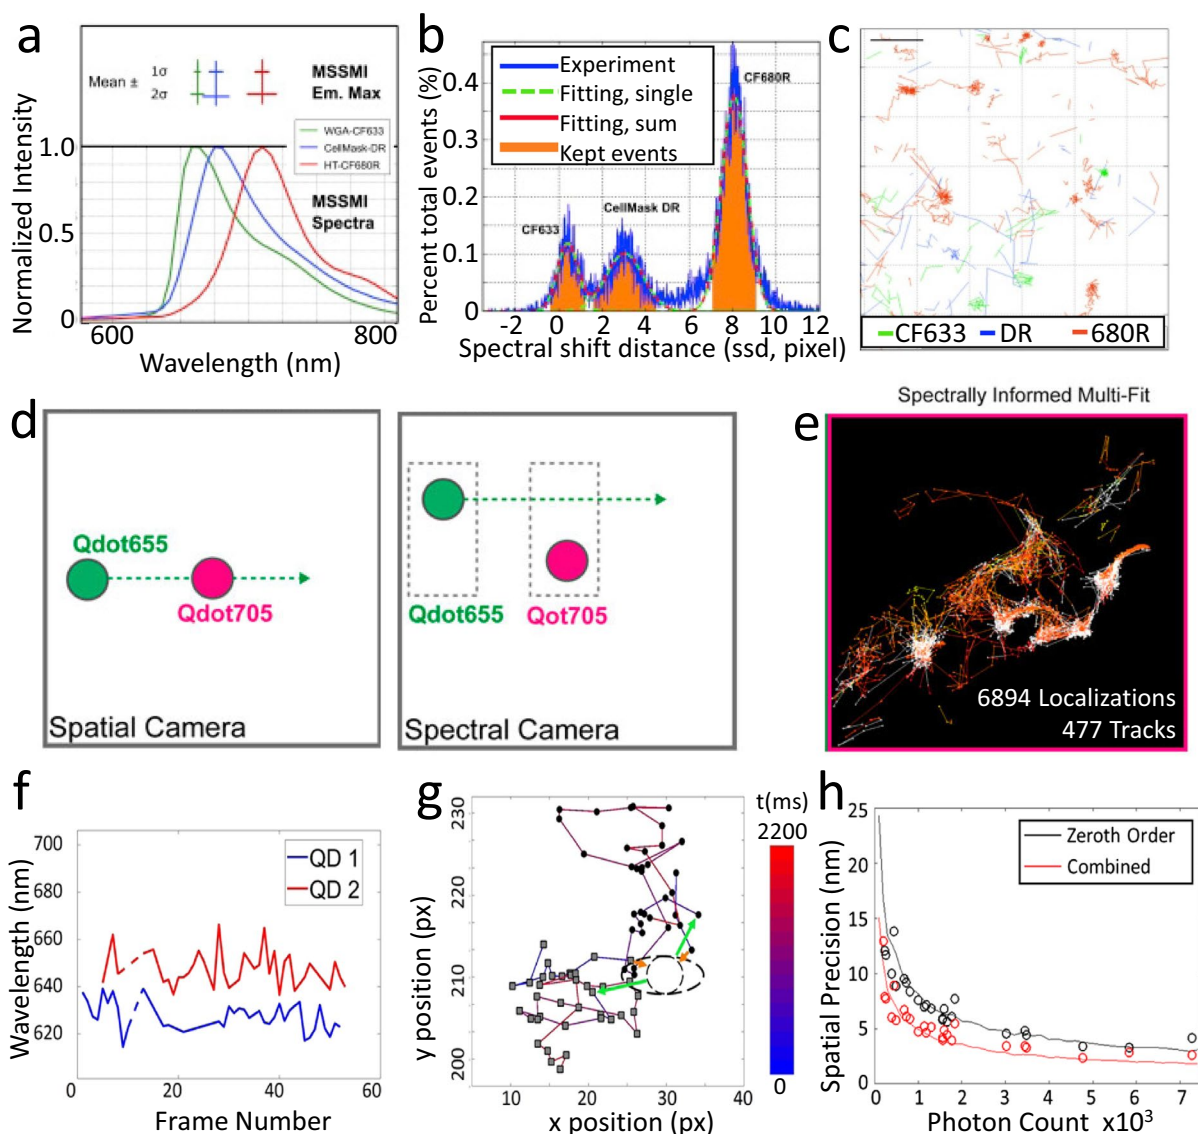 a
Mean ±
1σ
2σ
MSSMI
Em. Max
WGA-CF633
CellMask-DR
HT-CF680R
MSSMI
Spectra
1.0
0.5
0
Normalized Intensity
600
800
Wavelength (nm)
b
Experiment
Fitting, single
Fitting, sum
Kept events
CF633
CellMask DR
CF680R
0.4
0.3
0.2
0.1
0
Percent total events (%)
-2 0 2 4 6 8 10 12
Spectral shift distance (ssd, pixel)
c
CF633 DR 680R
d
Qdot655
Qdot705
Spatial Camera
Qdot655
Qot705
Spectral Camera
Spectrally Informed Multi-Fit
e
6894 Localizations
477 Tracks
f
QD 1
QD 2
700
680
660
640
620
Wavelength (nm)
0 20 40 60
Frame Number
g
230
220
210
200
y position (px)
10 20 30 40
x position (px)
t(ms)
2200
0
h
Zeroth Order
Combined
25
20
15
10
5
0
Spatial Precision (nm)
0 1 2 3 4 5 6 7
Photon Count x10³